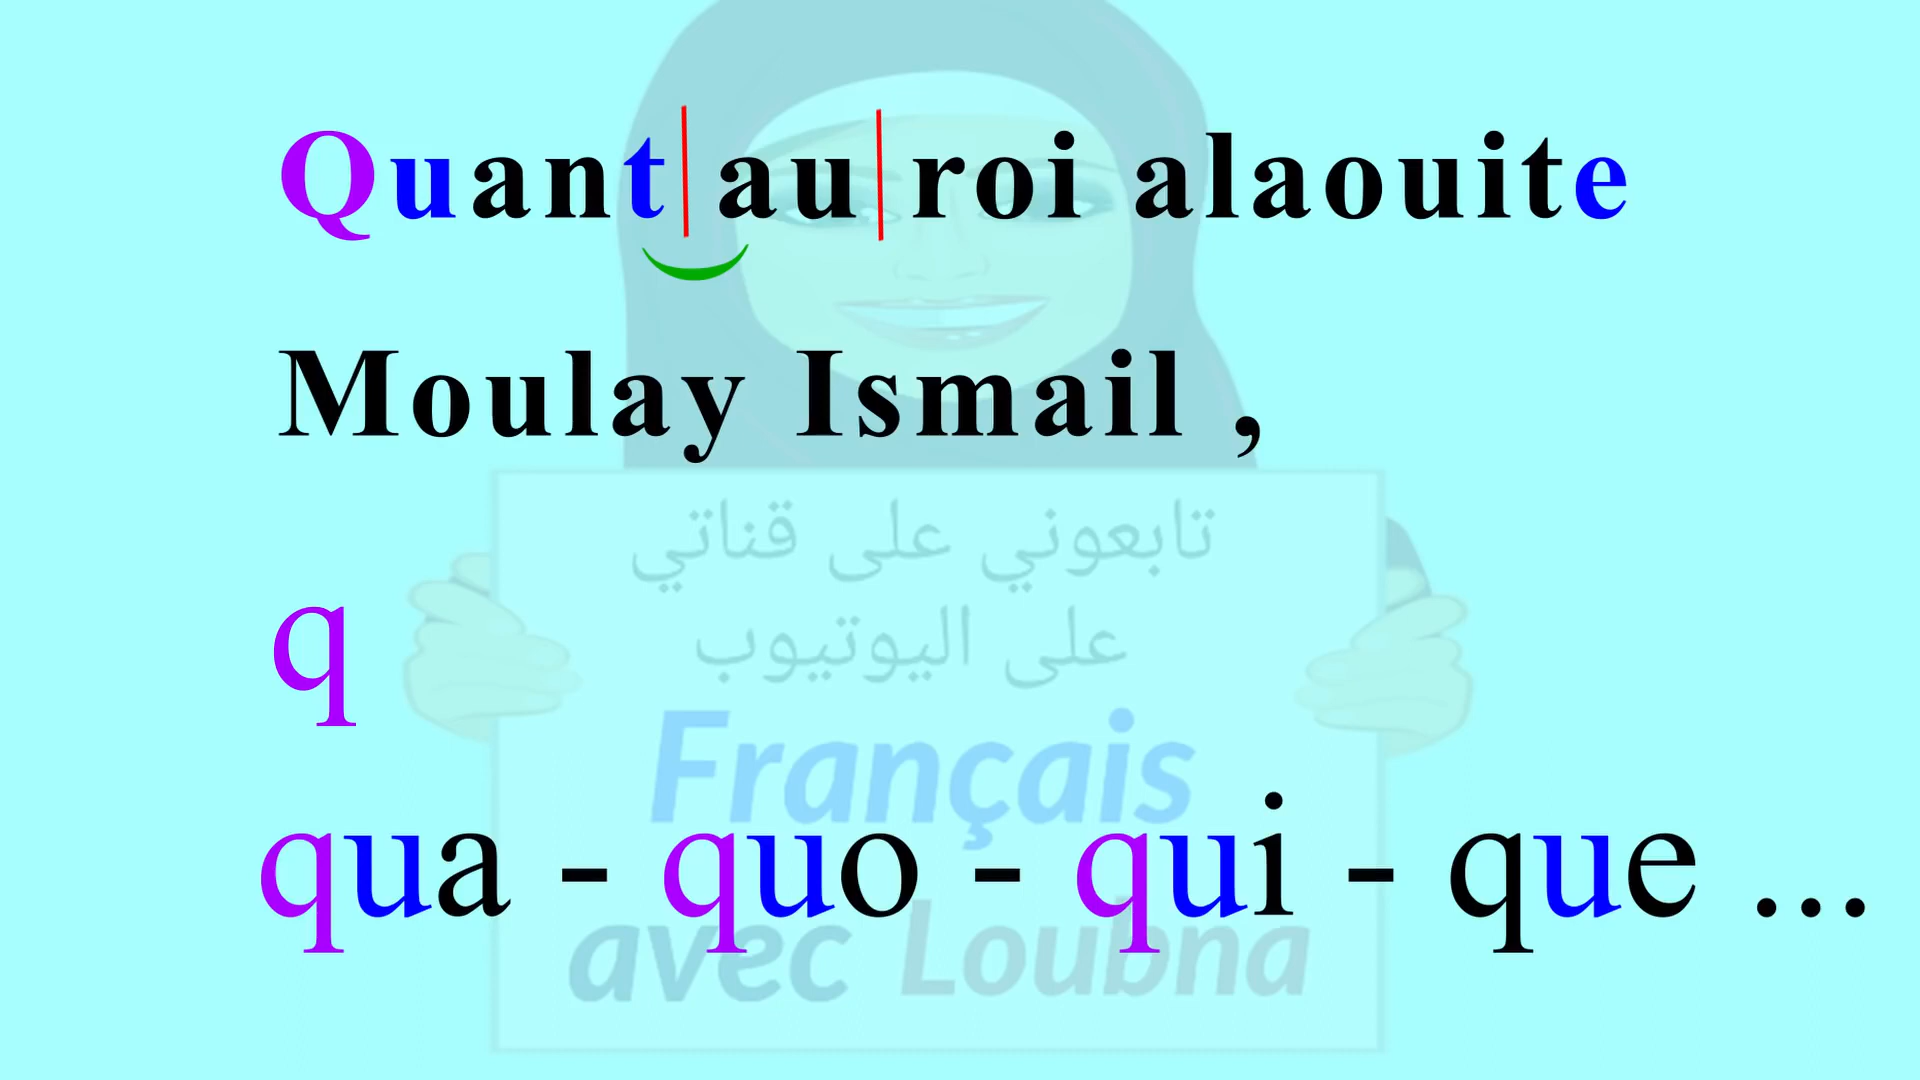 Quant au roi alaouite
Moulay Ismail ,
تابعوني على قناتي
على اليوتيوب
q
Français
qua - quo - qui - que ...
avec Loubna